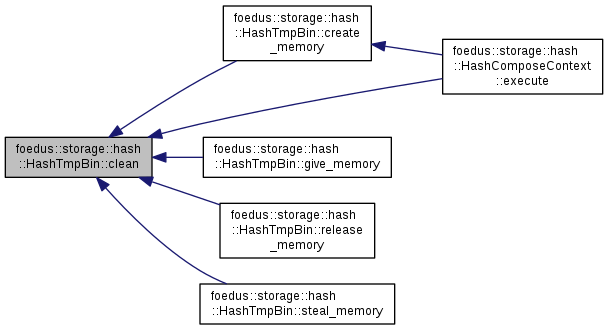 foedus::storage::hash
::HashTmpBin::create
_memory
foedus::storage::hash
::HashComposeContext
::execute
foedus::storage::hash
::HashTmpBin::clean
foedus::storage::hash
::HashTmpBin::give_memory
foedus::storage::hash
::HashTmpBin::release
_memory
foedus::storage::hash
::HashTmpBin::steal_memory